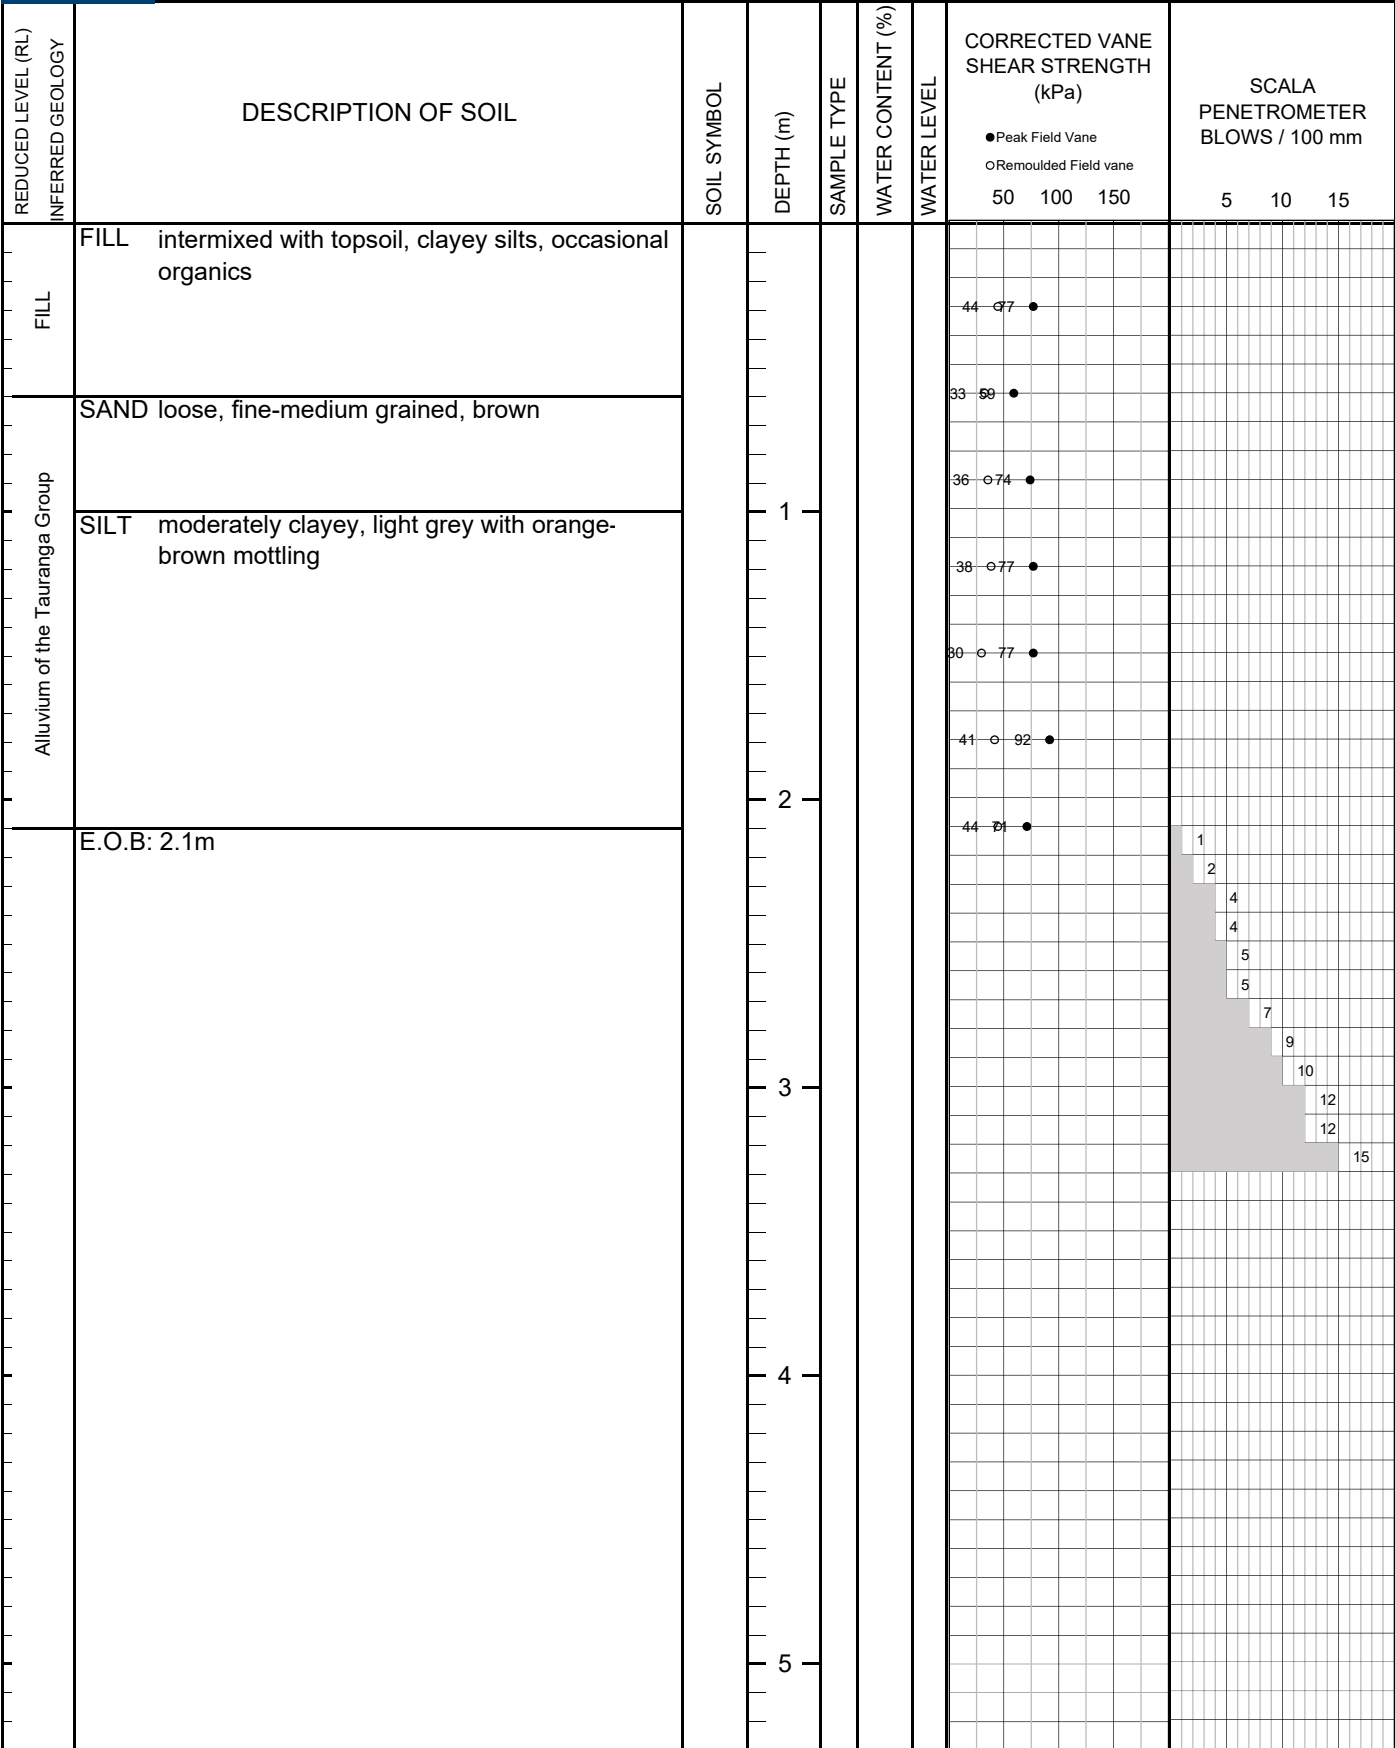 REDUCED LEVEL (RL)
INFERRED GEOLOGY
DESCRIPTION OF SOIL
SOIL SYMBOL
DEPTH (m)
SAMPLE TYPE
WATER CONTENT (%)
WATER LEVEL
CORRECTED VANE
SHEAR STRENGTH
(kPa)
●Peak Field Vane
○Remoulded Field vane
50 100 150
SCALA
PENETROMETER
BLOWS / 100 mm
5 10 15
FILL
FILL intermixed with topsoil, clayey silts, occasional
organics
44 77
33 59
SAND loose, fine-medium grained, brown
36 74
Alluvium of the Tauranga Group
1
SILT moderately clayey, light grey with orange-
brown mottling
38 77
30 77
41 92
2
44 71
E.O.B: 2.1m
1
2
4
4
5
5
7
9
10
3
12
12
15
4
5